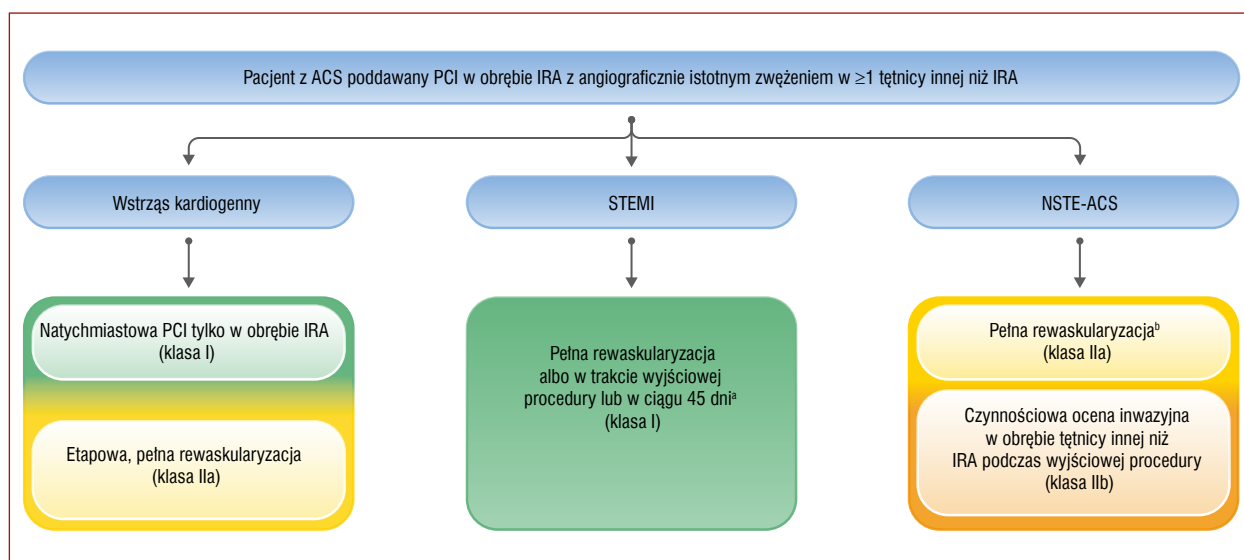 Pacjent z ACS poddawany PCI w obrębie IRA z angiograficznie istotnym zwężeniem w ≥1 tętnicy innej niż IRA
Wstrząs kardiogenny
STEMI
NSTE-ACS
Natychmiastowa PCI tylko w obrębie IRA
(klasa I)
Etapowa, pełna rewaskularyzacja
(klasa IIa)
Pełna rewaskularyzacja
albo w trakcie wyjściowej
procedury lub w ciągu 45 dniᵃ
(klasa I)
Pełna rewaskularyzacjaᵇ
(klasa IIa)
Czynnościowa ocena inwazyjna
w obrębie tętnicy innej niż
IRA podczas wyjściowej procedury
(klasa IIb)